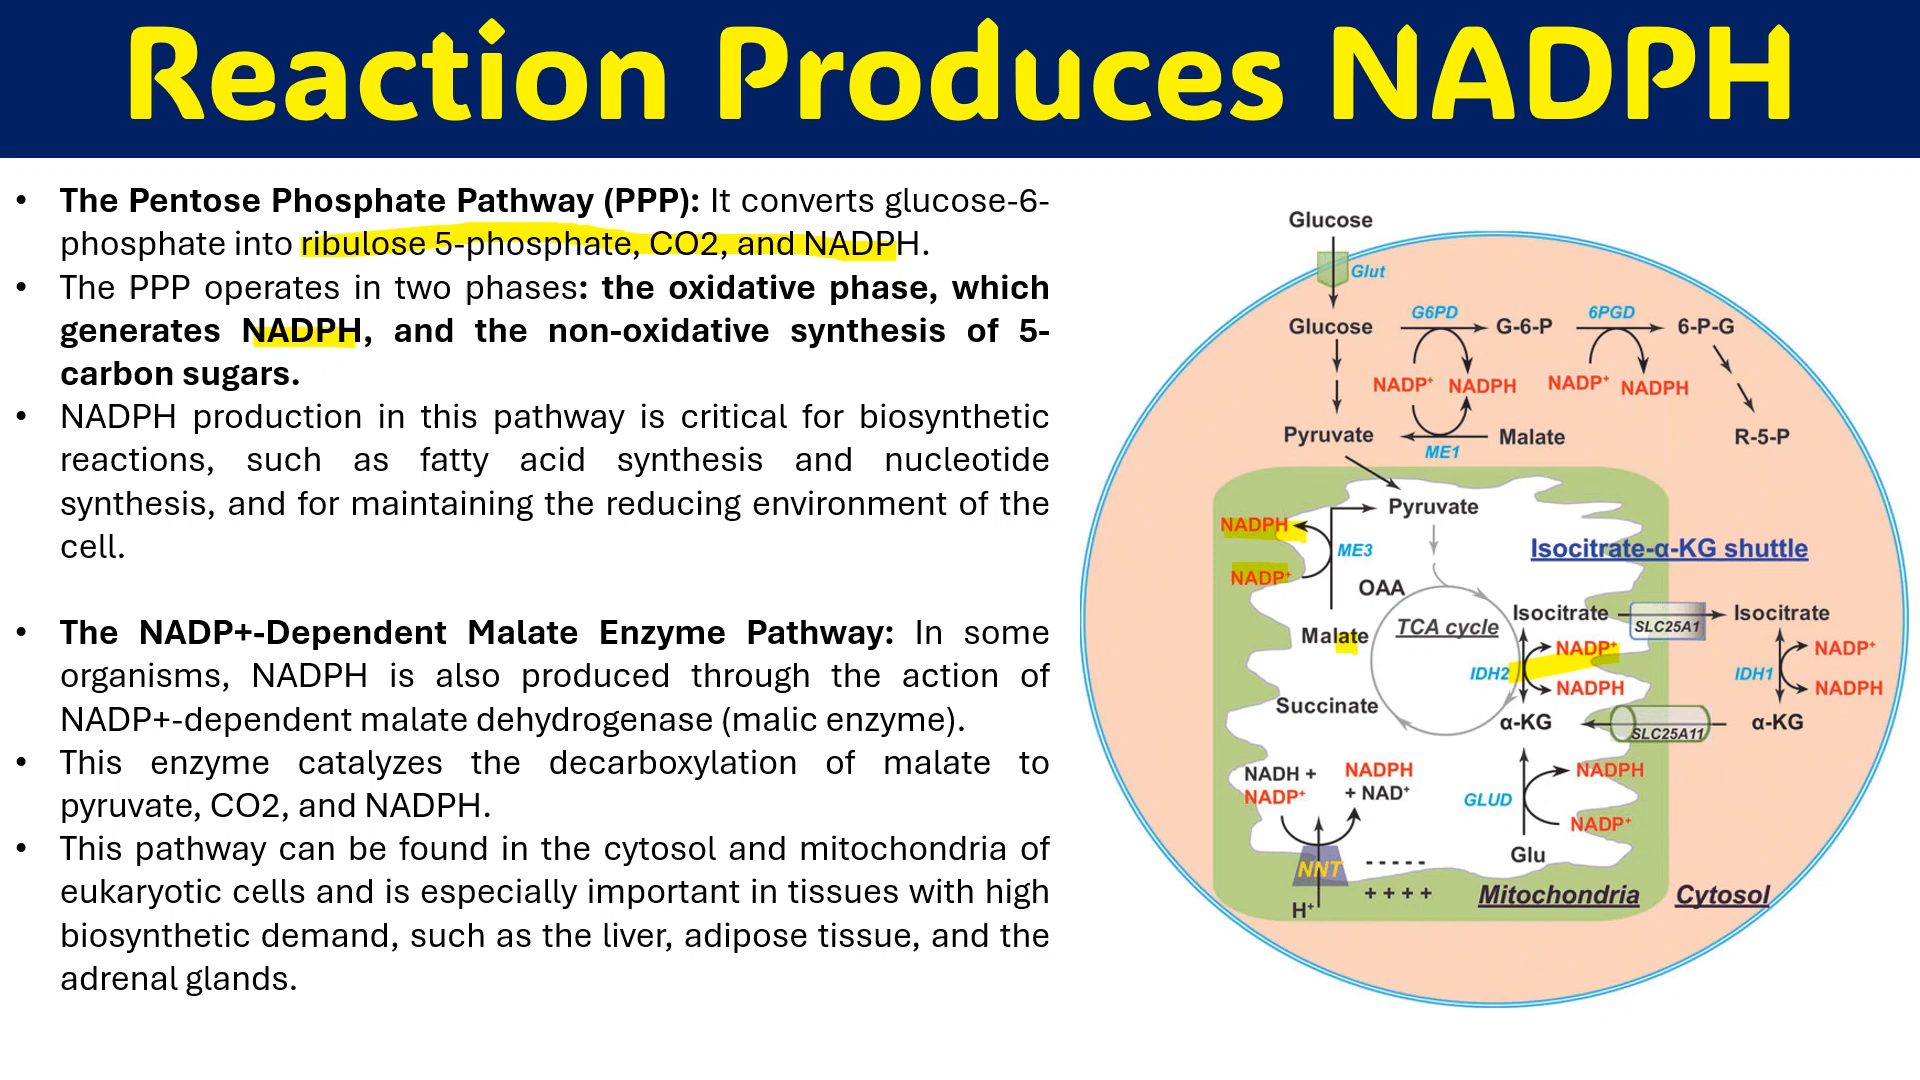 Reaction Produces NADPH
• The Pentose Phosphate Pathway (PPP): It converts glucose-6-
phosphate into ribulose 5-phosphate, CO2, and NADPH.
• The PPP operates in two phases: the oxidative phase, which
generates NADPH, and the non-oxidative synthesis of 5-
carbon sugars.
• NADPH production in this pathway is critical for biosynthetic
reactions, such as fatty acid synthesis and nucleotide
synthesis, and for maintaining the reducing environment of the
cell.
• The NADP+-Dependent Malate Enzyme Pathway: In some
organisms, NADPH is also produced through the action of
NADP+-dependent malate dehydrogenase (malic enzyme).
• This enzyme catalyzes the decarboxylation of malate to
pyruvate, CO2, and NADPH.
• This pathway can be found in the cytosol and mitochondria of
eukaryotic cells and is especially important in tissues with high
biosynthetic demand, such as the liver, adipose tissue, and the
adrenal glands.
Glucose
Glut
G6PD 6PGD
Glucose G-6-P 6-P-G
NADP⁺ NADPH NADP⁺ NADPH
Pyruvate Malate R-5-P
ME1
Pyruvate
NADPH
ME3 Isocitrate-α-KG shuttle
NADP⁺
OAA
Isocitrate Isocitrate
SLC25A1
Malate TCA cycle
NADP⁺ NADP⁺
IDH2 IDH1
NADPH NADPH
Succinate
α-KG α-KG
SLC25A11
NADH + NADPH NADPH
NADP⁺ + NAD⁺
GLUD
NADP⁺
Glu
NNT - - - - -
+ + + +
Mitochondria Cytosol
H⁺